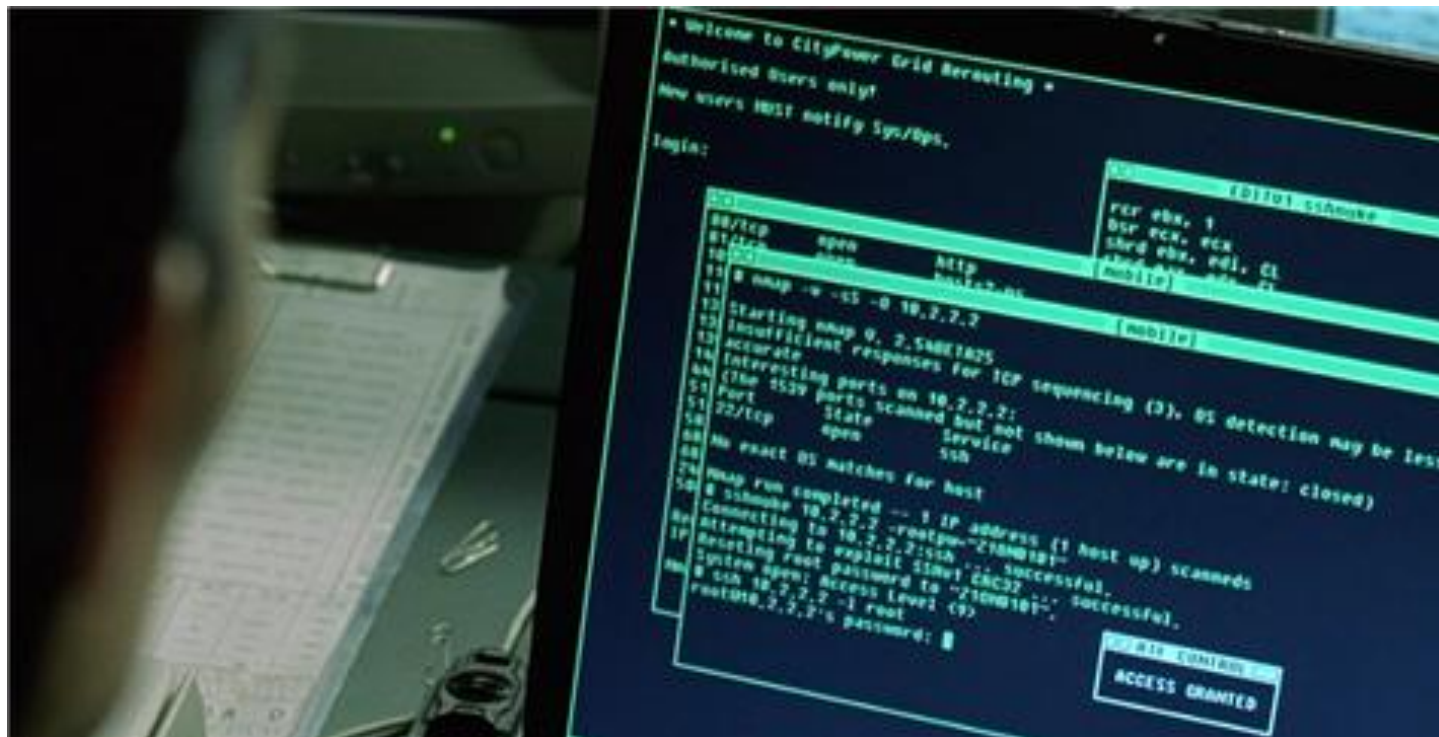 * Welcome to CityPower Grid Rerouting *
Authorised Users only!
New users MUST notify Sys/Ops.
login:
EDITOR sshnuke
rcr ebx, 1
bsr ecx, ecx
shrd ebx, edi, CL
80/tcp open http
81/tcp open
[mobile]
[mobile]
# nmap -v -sS -O 10.2.2.2
Starting nmap V. 2.54BETA25
Insufficient responses for TCP sequencing (3), OS detection may be less
accurate
Interesting ports on 10.2.2.2:
(The 1539 ports scanned but not shown below are in state: closed)
Port State Service
22/tcp open ssh
No exact OS matches for host
Nmap run completed -- 1 IP address (1 host up) scanneds
# sshnuke 10.2.2.2 -rootpw="Z10N0101"
Connecting to 10.2.2.2:ssh ... successful.
Attempting to exploit SSHv1 CRC32 ... successful.
Reseting root password to "Z10N0101".
System open: Access Level (9)
# ssh 10.2.2.2 -l root
root@10.2.2.2's password:
CONTROL
ACCESS GRANTED